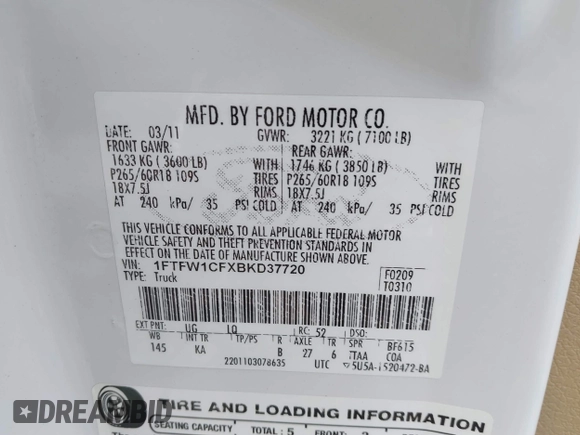 MFD. BY FORD MOTOR CO.
DATE: 03/11 GVWR: 3221 KG ( 7100 LB)
FRONT GAWR: REAR GAWR:
1633 KG ( 3600 LB) WITH 1746 KG ( 3850 LB) WITH
P265/60R18 109S TIRES P265/60R18 109S TIRES
18X7.5J RIMS 18X7.5J RIMS
AT 240 kPa/ 35 PSI COLD AT 240 kPa/ 35 PSI COLD
THIS VEHICLE CONFORMS TO ALL APPLICABLE FEDERAL MOTOR
VEHICLE SAFETY AND THEFT PREVENTION STANDARDS IN
EFFECT ON THE DATE OF MANUFACTURE SHOWN ABOVE.
VIN: 1FTFW1CFXBKD37720 F0209
TYPE: Truck T0310
EXT PNT: UG LQ RC: 52 DSO:
WB INT TR TP/PS R AXLE TR SPR BF615
145 KA B 27 6 JTAA COA
2201103078635 UTC 5U5A-1520472-BA
TIRE AND LOADING INFORMATION
SEATING CAPACITY TOTAL : 5 FRONT:
DREAMBID